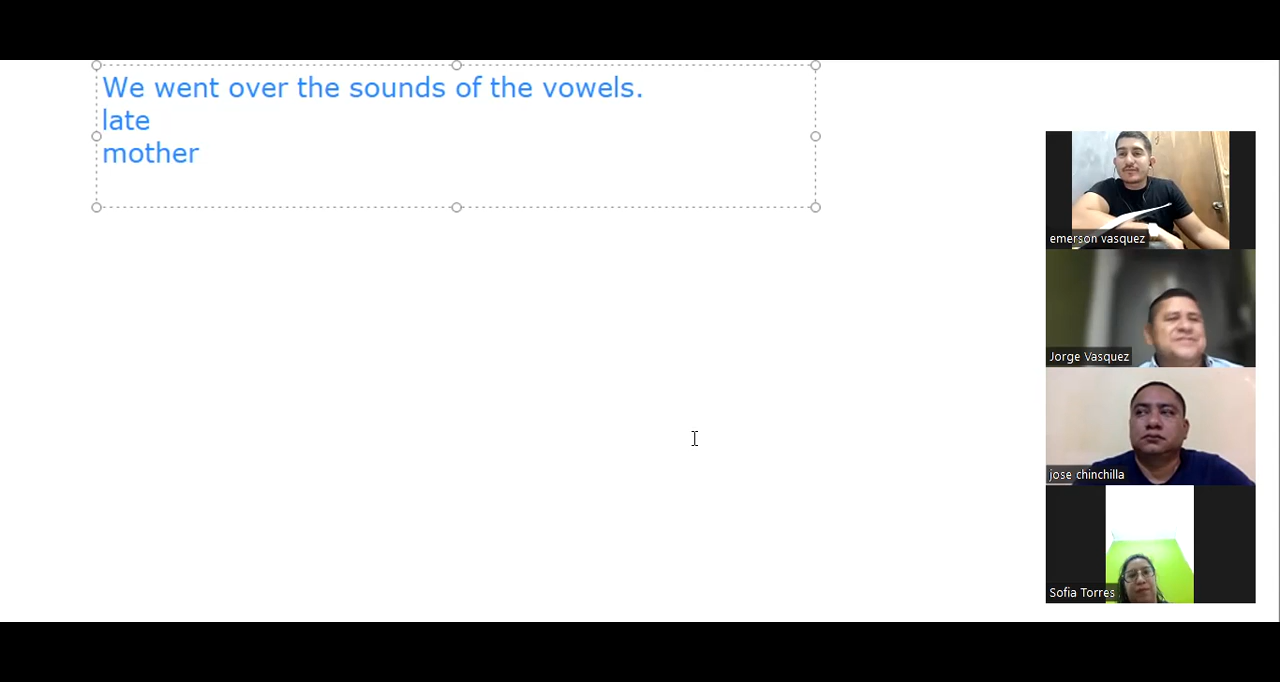 We went over the sounds of the vowels.
late
mother
emerson vasquez
Jorge Vasquez
jose chinchilla
Sofia Torres